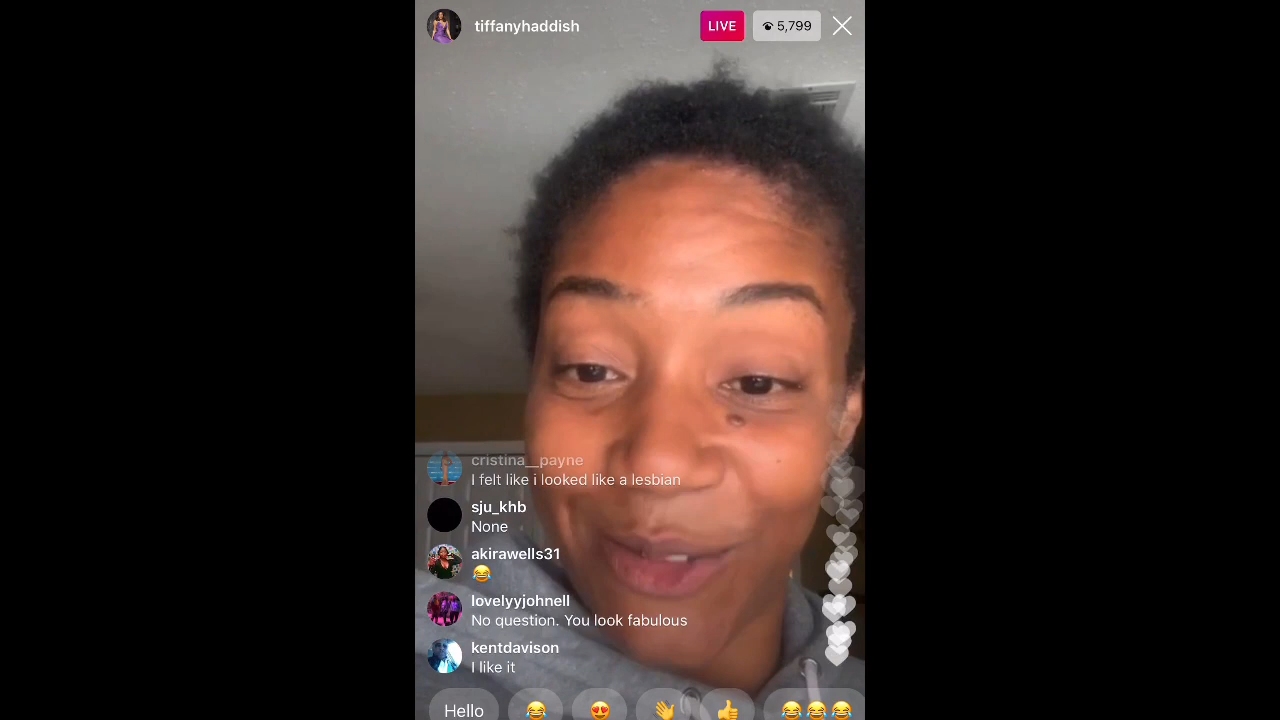 tiffanyhaddish
LIVE
5,799
cristina__payne
I felt like i looked like a lesbian
sju_khb
None
akirawells31
😂
lovelyyjohnell
No question. You look fabulous
kentdavison
I like it
Hello 😂 😍 👋 👍 😂😂😂